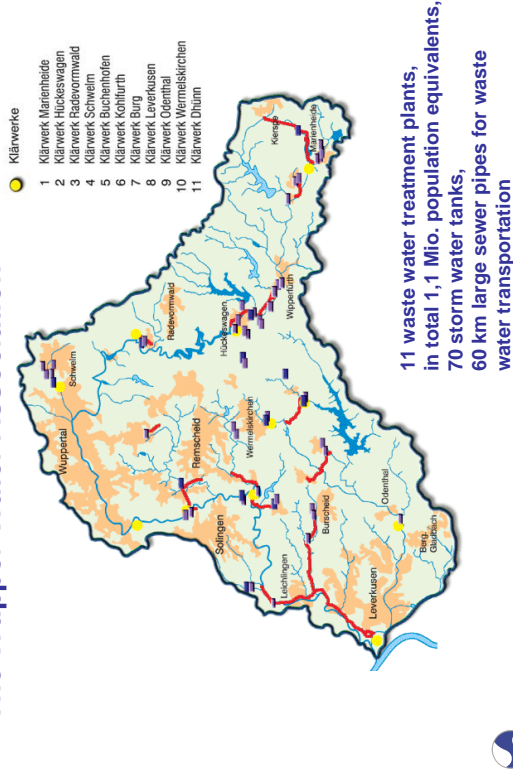 Klärwerke
1 Klärwerk Marienheide
2 Klärwerk Hückeswagen
3 Klärwerk Radevormwald
4 Klärwerk Schwelm
5 Klärwerk Buchenhofen
6 Klärwerk Kohlfurth
7 Klärwerk Burg
8 Klärwerk Leverkusen
9 Klärwerk Odenthal
10 Klärwerk Wermelskirchen
11 Klärwerk Dhünn
Schwelm
Wuppertal
Radevormwald
Remscheid
Hückeswagen
Kierspe
Marienheide
Solingen
Wermelskirchen
Wipperfürth
Leichlingen
Burscheid
Leverkusen
Odenthal
Berg.
Gladbach
11 waste water treatment plants,
in total 1,1 Mio. population equivalents,
70 storm water tanks,
60 km large sewer pipes for waste
water transportation